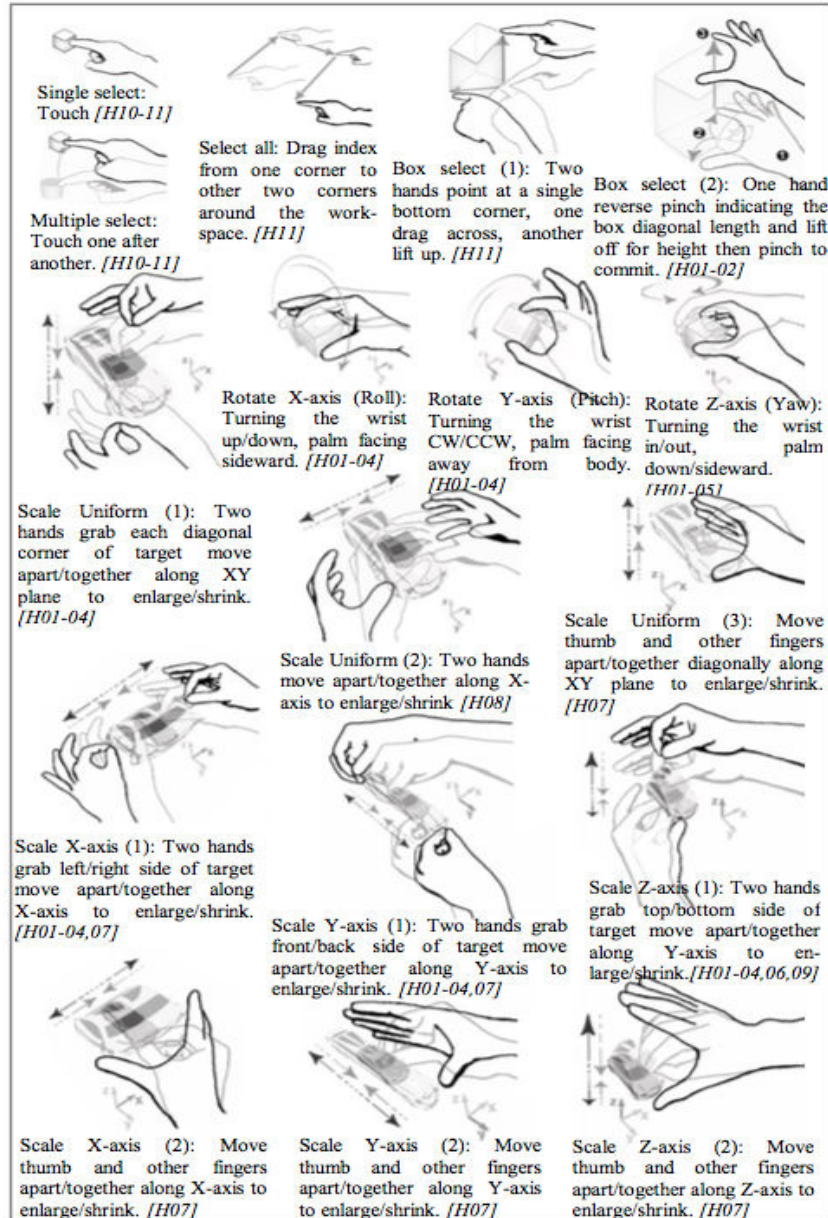 Single select:
Touch [H10-11]
Multiple select:
Touch one after
another. [H10-11]
Select all: Drag index
from one corner to
other two corners
around the work-
space. [H11]
Box select (1): Two
hands point at a single
bottom corner, one
drag across, another
lift up. [H11]
Box select (2): One hand
reverse pinch indicating the
box diagonal length and lift
off for height then pinch to
commit. [H01-02]
Rotate X-axis (Roll):
Turning the wrist
up/down, palm facing
sideward. [H01-04]
Rotate Y-axis (Pitch):
Turning the wrist
CW/CCW, palm facing
away from body.
[H01-04]
Rotate Z-axis (Yaw):
Turning the wrist
in/out, palm
down/sideward.
[H01-05]
Scale Uniform (1): Two
hands grab each diagonal
corner of target move
apart/together along XY
plane to enlarge/shrink.
[H01-04]
Scale Uniform (2): Two hands
move apart/together along X-
axis to enlarge/shrink [H08]
Scale Uniform (3): Move
thumb and other fingers
apart/together diagonally along
XY plane to enlarge/shrink.
[H07]
Scale X-axis (1): Two hands
grab left/right side of target
move apart/together along
X-axis to enlarge/shrink.
[H01-04,07]
Scale Y-axis (1): Two hands grab
front/back side of target move
apart/together along Y-axis to
enlarge/shrink. [H01-04,07]
Scale Z-axis (1): Two hands
grab top/bottom side of
target move apart/together
along Y-axis to en-
large/shrink.[H01-04,06,09]
Scale X-axis (2): Move
thumb and other fingers
apart/together along X-axis to
enlarge/shrink. [H07]
Scale Y-axis (2): Move
thumb and other fingers
apart/together along Y-axis
to enlarge/shrink. [H07]
Scale Z-axis (2): Move
thumb and other fingers
apart/together along Z-axis to
enlarge/shrink. [H07]